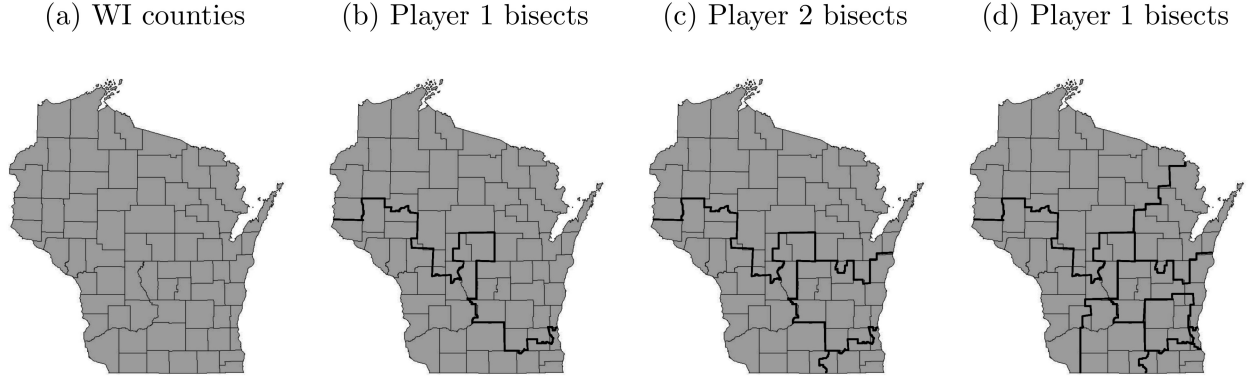 (a) WI counties
(b) Player 1 bisects
(c) Player 2 bisects
(d) Player 1 bisects